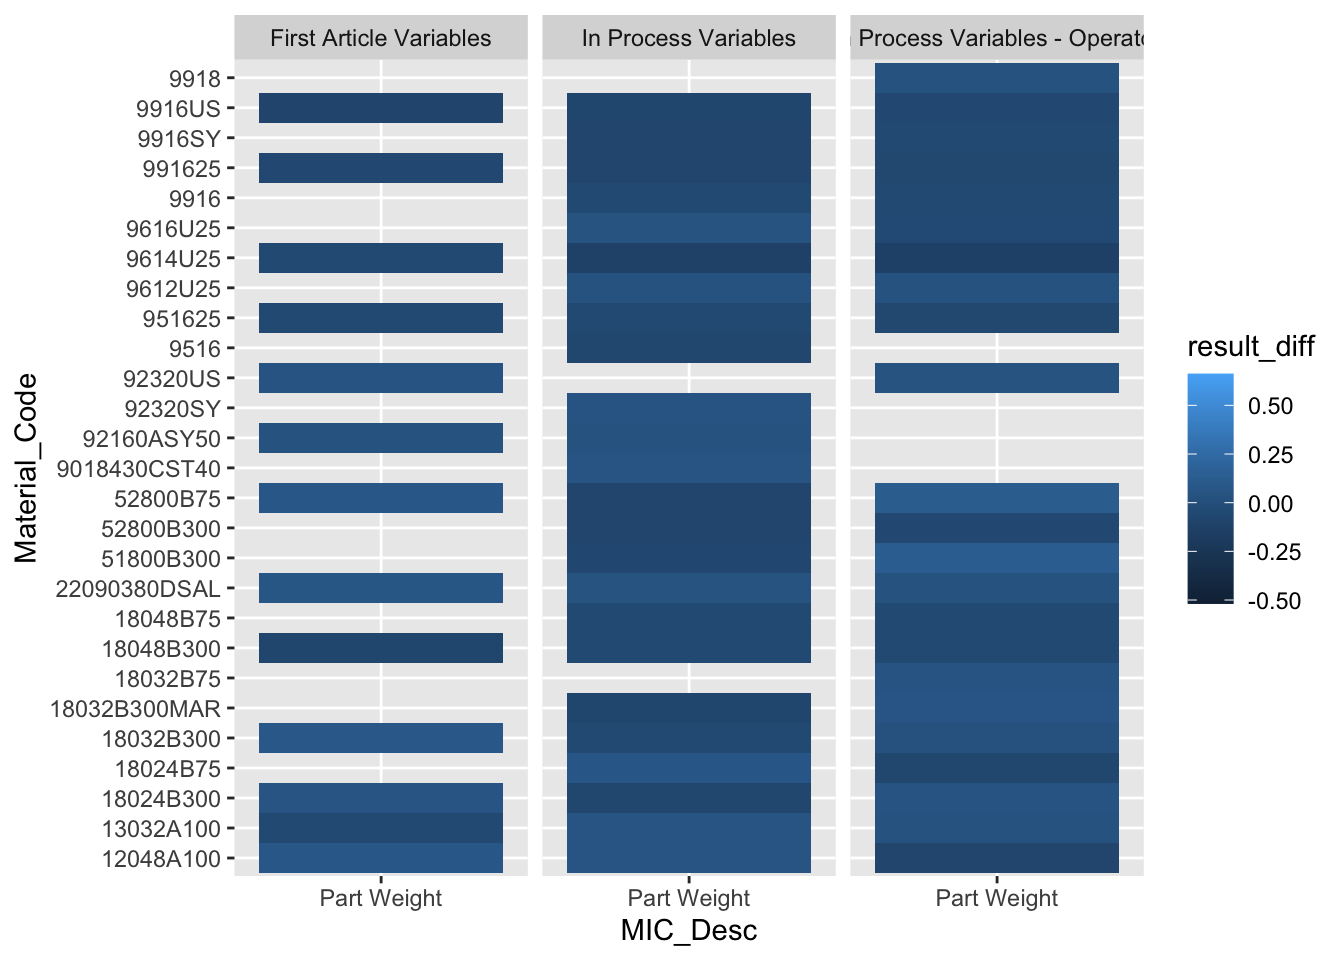 First Article Variables
In Process Variables
Process Variables -
9918
9916US
9916SY
991625
9916
9616U25
9614U25
9612U25
951625
9516
92320US
92320SY
92160ASY50
9018430CST40
52800B75
52800B300
51800B300
22090380DSAL
18048B75
18048B300
18032B75
18032B300MAR
18032B300
18024B75
18024B300
13032A100
12048A100
Material_Code
Part Weight
Part Weight
Part Weight
MIC_Desc
result_diff
0.50
0.25
0.00
-0.25
-0.50